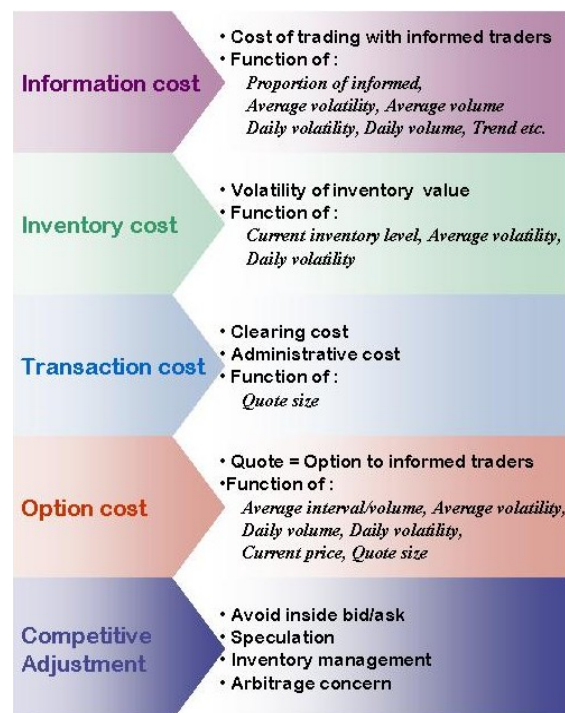 Information cost
• Cost of trading with informed traders
• Function of :
Proportion of informed,
Average volatility, Average volume
Daily volatility, Daily volume, Trend etc.
Inventory cost
• Volatility of inventory value
• Function of :
Current inventory level, Average volatility,
Daily volatility
Transaction cost
• Clearing cost
• Administrative cost
• Function of :
Quote size
Option cost
• Quote = Option to informed traders
•Function of :
Average interval/volume, Average volatility,
Daily volume, Daily volatility,
Current price, Quote size
Competitive
Adjustment
• Avoid inside bid/ask
• Speculation
• Inventory management
• Arbitrage concern